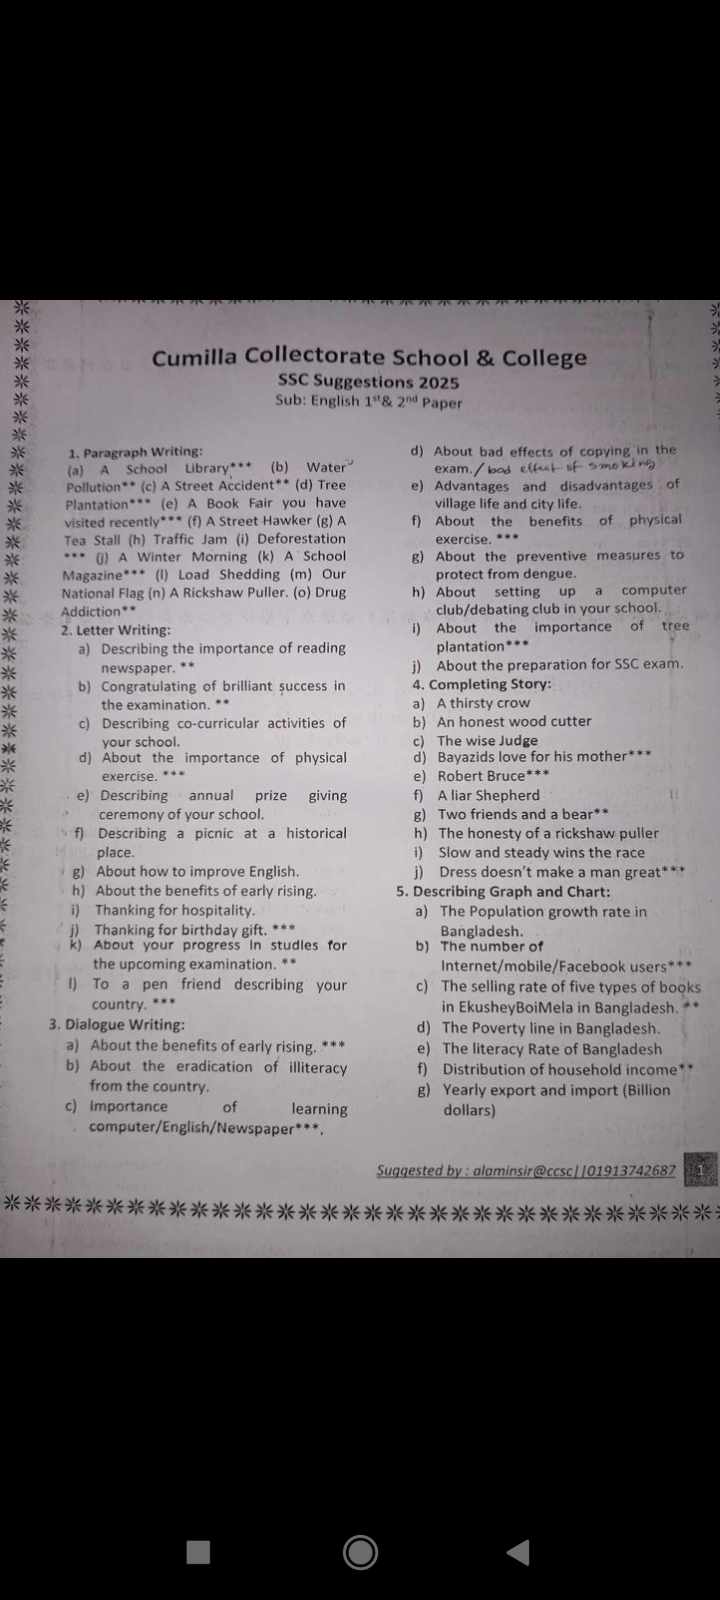 Cumilla Collectorate School & College
SSC Suggestions 2025
Sub: English 1st& 2nd Paper
1. Paragraph Writing:
(a) A School Library*** (b) Water
Pollution** (c) A Street Accident** (d) Tree
Plantation*** (e) A Book Fair you have
visited recently*** (f) A Street Hawker (g) A
Tea Stall (h) Traffic Jam (i) Deforestation
*** (j) A Winter Morning (k) A School
Magazine*** (l) Load Shedding (m) Our
National Flag (n) A Rickshaw Puller. (o) Drug
Addiction**
2. Letter Writing:
a) Describing the importance of reading
newspaper. **
b) Congratulating of brilliant success in
the examination. **
c) Describing co-curricular activities of
your school.
d) About the importance of physical
exercise. ***
e) Describing annual prize giving
ceremony of your school.
f) Describing a picnic at a historical
place.
g) About how to improve English.
h) About the benefits of early rising.
i) Thanking for hospitality.
j) Thanking for birthday gift. ***
k) About your progress in studies for
the upcoming examination. **
l) To a pen friend describing your
country. ***
3. Dialogue Writing:
a) About the benefits of early rising. ***
b) About the eradication of illiteracy
from the country.
c) Importance of learning
computer/English/Newspaper***.
d) About bad effects of copying in the
exam./ bad effect of smoking
e) Advantages and disadvantages of
village life and city life.
f) About the benefits of physical
exercise. ***
g) About the preventive measures to
protect from dengue.
h) About setting up a computer
club/debating club in your school.
i) About the importance of tree
plantation***
j) About the preparation for SSC exam.
4. Completing Story:
a) A thirsty crow
b) An honest wood cutter
c) The wise Judge
d) Bayazids love for his mother***
e) Robert Bruce***
f) A liar Shepherd
g) Two friends and a bear**
h) The honesty of a rickshaw puller
i) Slow and steady wins the race
j) Dress doesn't make a man great***
5. Describing Graph and Chart:
a) The Population growth rate in
Bangladesh.
b) The number of
Internet/mobile/Facebook users***
c) The selling rate of five types of books
in EkusheyBoiMela in Bangladesh. **
d) The Poverty line in Bangladesh.
e) The literacy Rate of Bangladesh
f) Distribution of household income**
g) Yearly export and import (Billion
dollars)
Suggested by : alaminsir@ccsc||01913742687 1